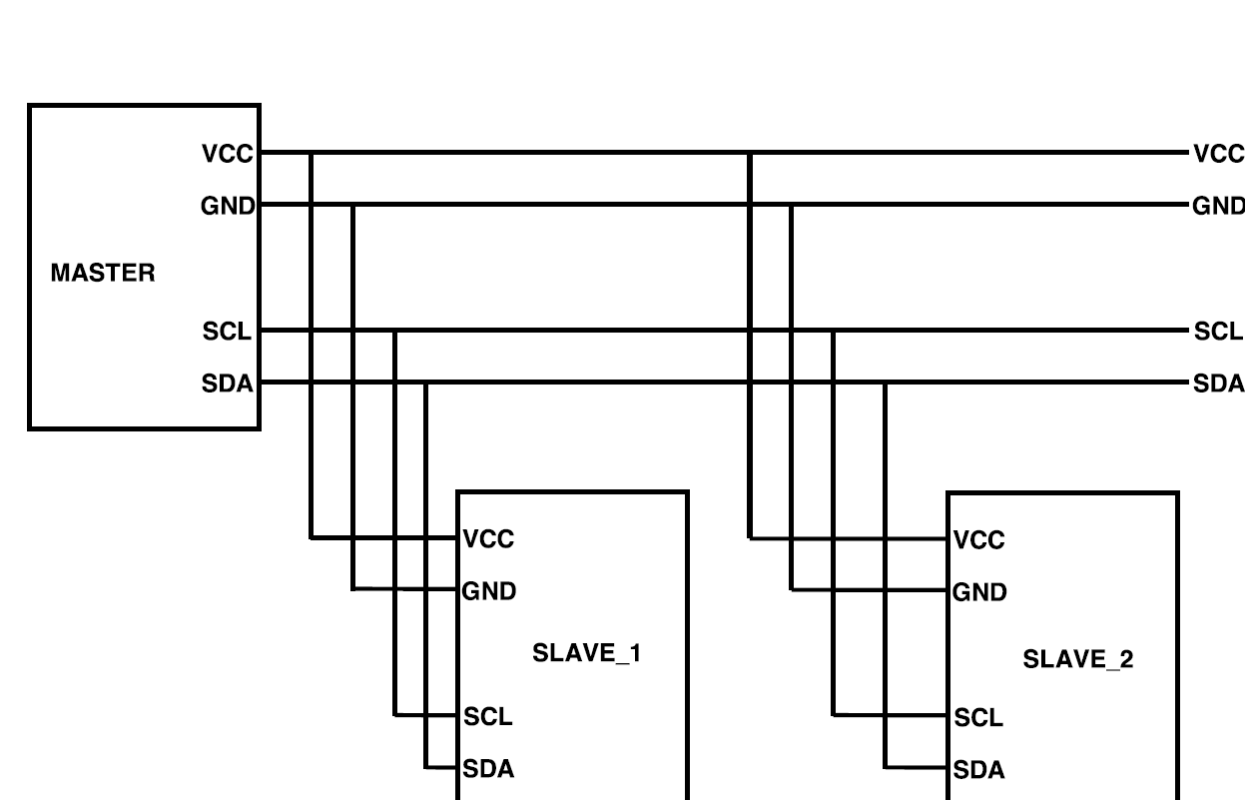 VCC
VCC
GND
GND
MASTER
SCL
SCL
SDA
SDA
VCC
GND
SLAVE_1
SCL
SDA
VCC
GND
SLAVE_2
SCL
SDA